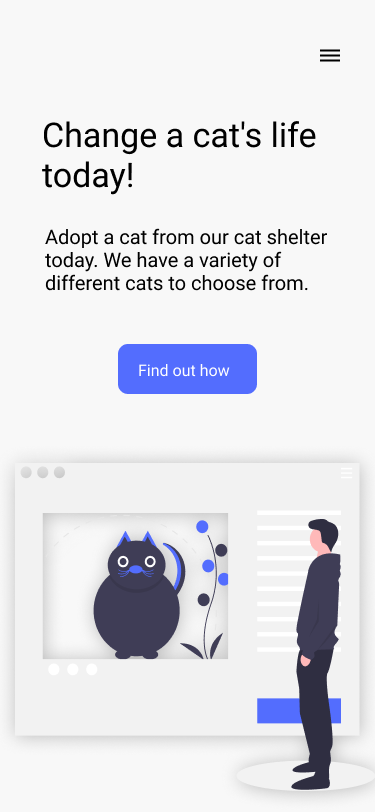 Change a cat's life
today!
Adopt a cat from our cat shelter
today. We have a variety of
different cats to choose from.
Find out how